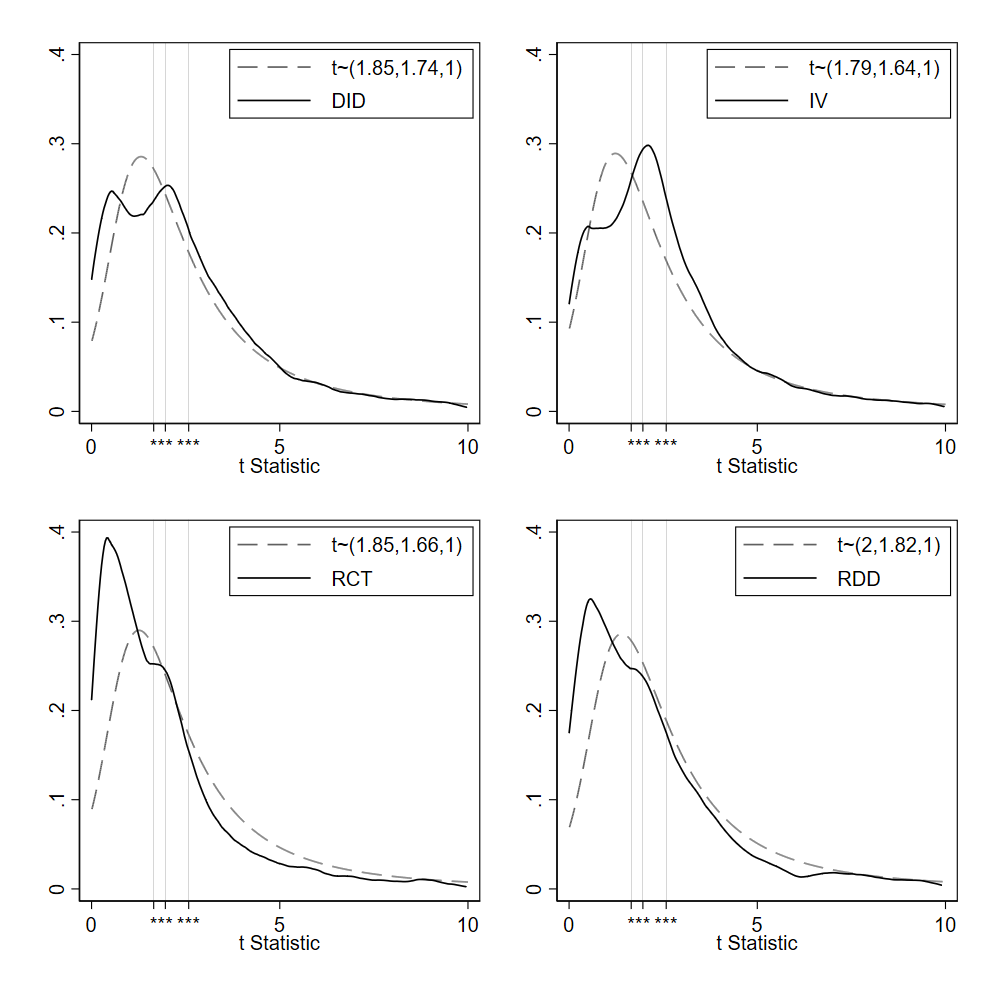 .4
.3
.2
.1
0
t~(1.85,1.74,1)
DID
0 *** *** 5 10
t Statistic
.4
.3
.2
.1
0
t~(1.79,1.64,1)
IV
0 *** *** 5 10
t Statistic
.4
.3
.2
.1
0
t~(1.85,1.66,1)
RCT
0 *** *** 5 10
t Statistic
.4
.3
.2
.1
0
t~(2,1.82,1)
RDD
0 *** *** 5 10
t Statistic